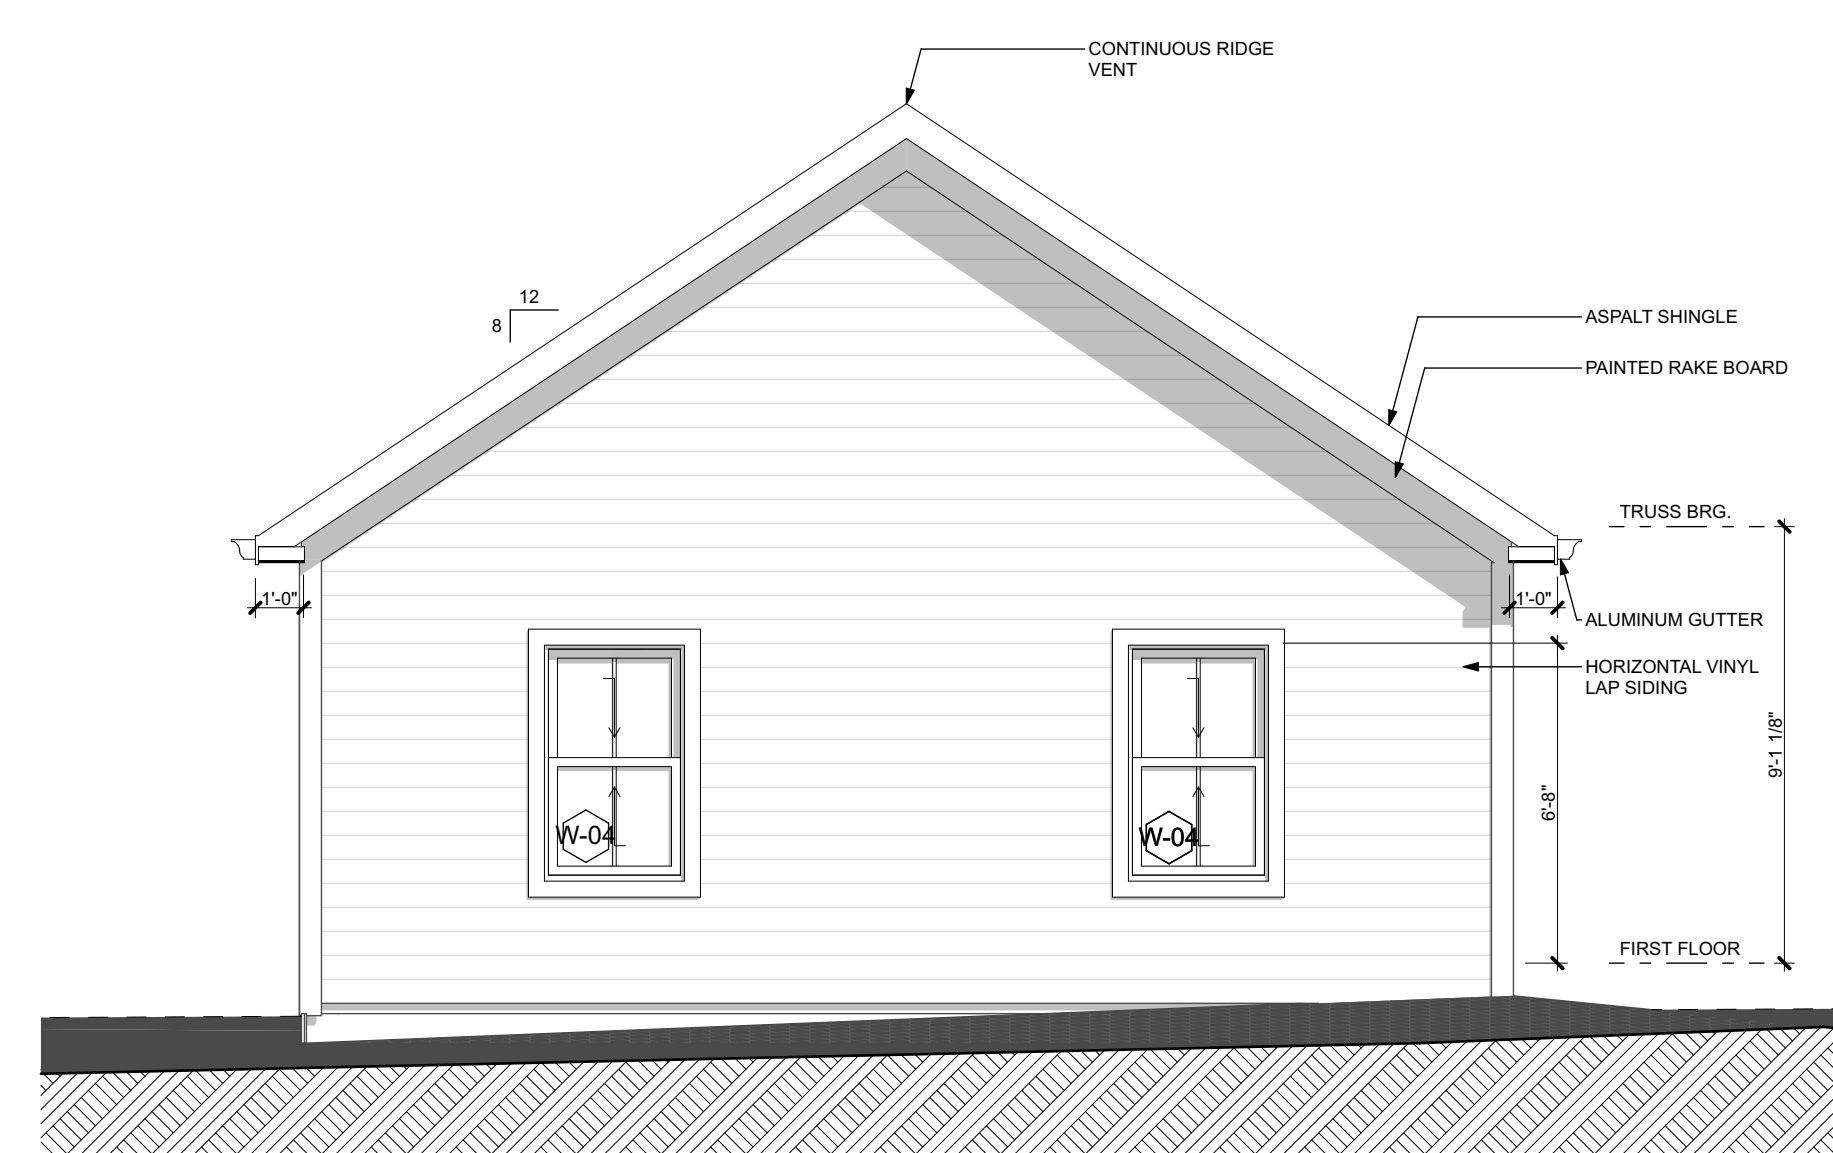 CONTINUOUS RIDGE
VENT
12
8
ASPALT SHINGLE
PAINTED RAKE BOARD
TRUSS BRG.
1'-0"
1'-0"
ALUMINUM GUTTER
HORIZONTAL VINYL
LAP SIDING
9'-1 1/8"
6'-8"
W-04
W-04
FIRST FLOOR